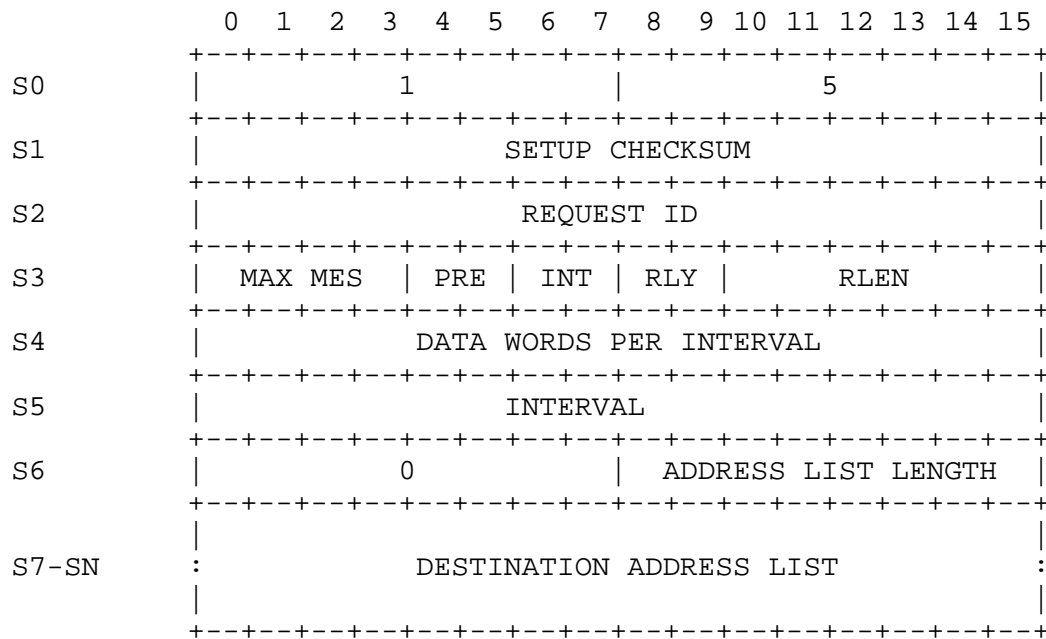 0 1 2 3 4 5 6 7 8 9 10 11 12 13 14 15
S0 | 1 | 5 |
S1 | SETUP CHECKSUM |
S2 | REQUEST ID |
S3 | MAX MES | PRE | INT | RLY | RLEN |
S4 | DATA WORDS PER INTERVAL |
S5 | INTERVAL |
S6 | 0 | ADDRESS LIST LENGTH |
S7-SN : DESTINATION ADDRESS LIST :